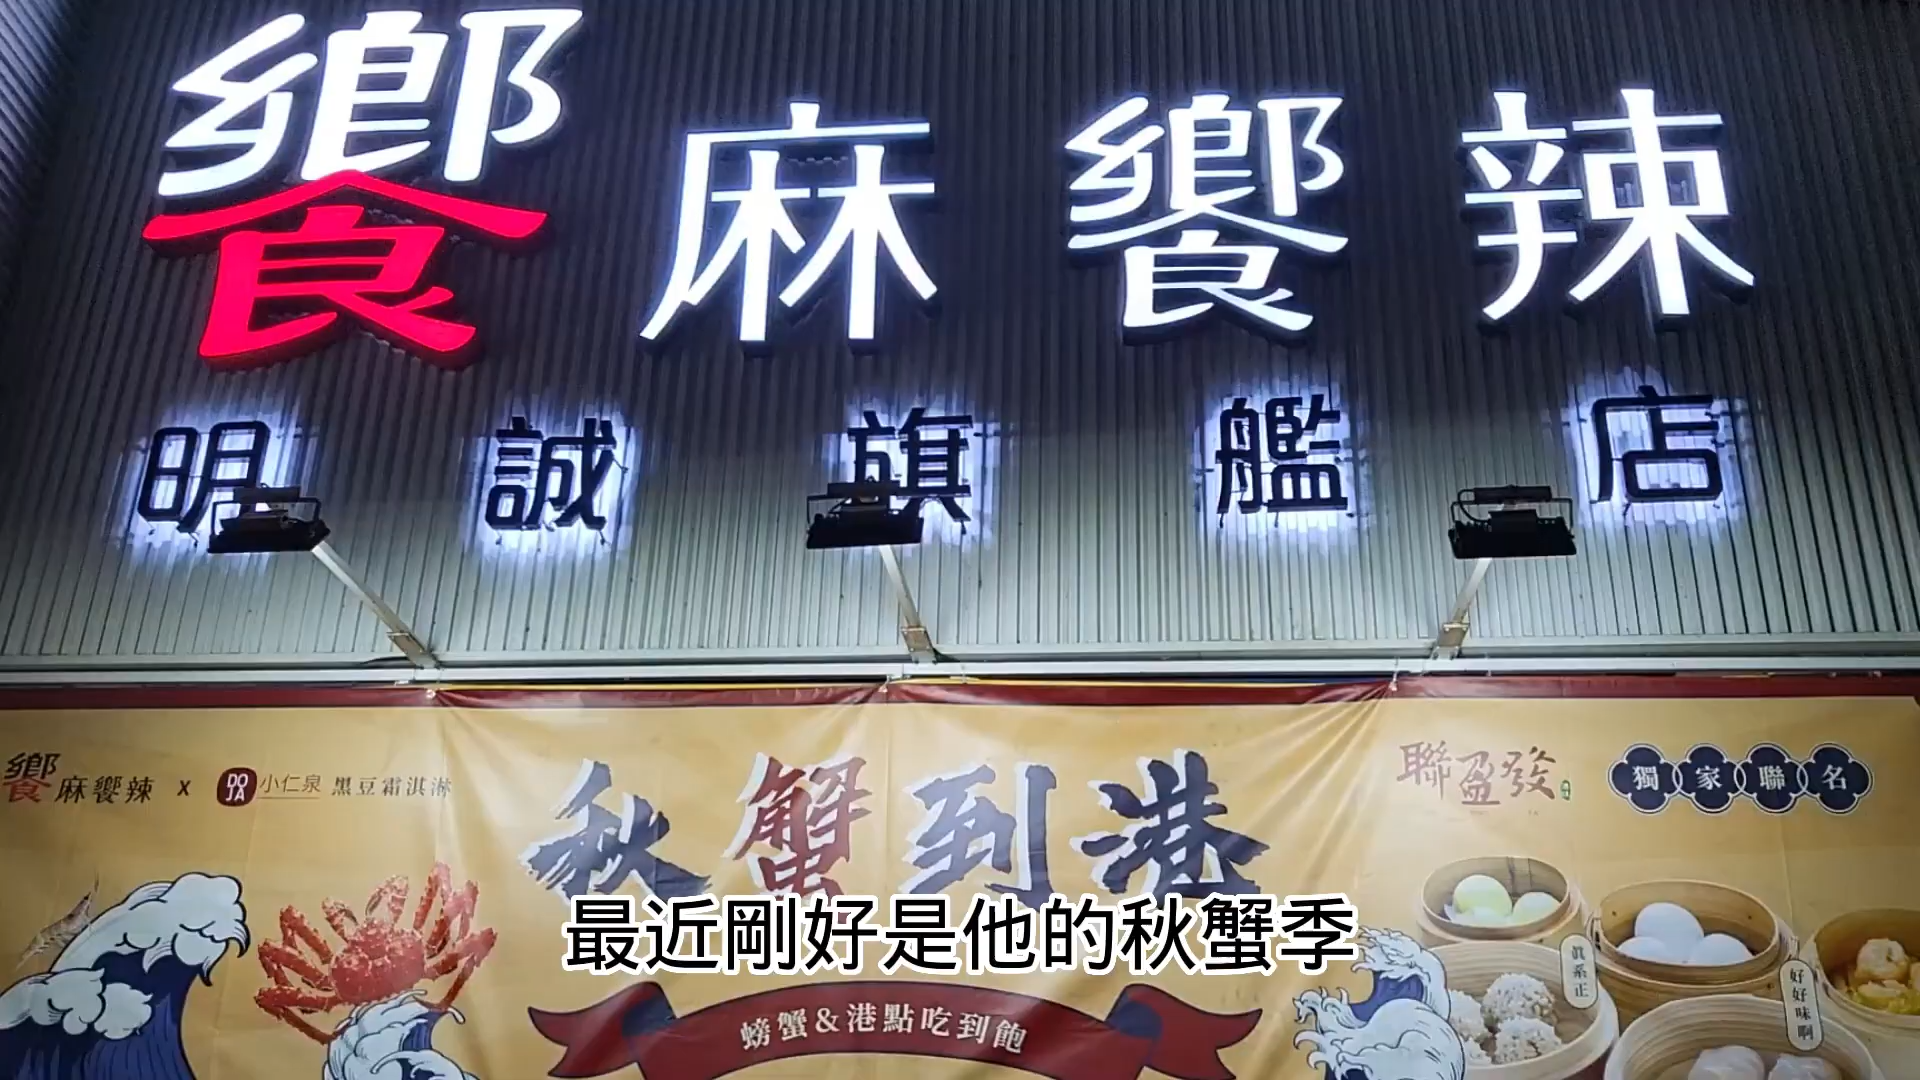 饗麻饗辣
明誠旗艦店
饗麻饗辣 x DOJA 小仁泉 黑豆霜淇淋
秋蟹到港
聯盈發
獨家聯名
最近剛好是他的秋蟹季
螃蟹&港點吃到飽
真系正
好好味啊